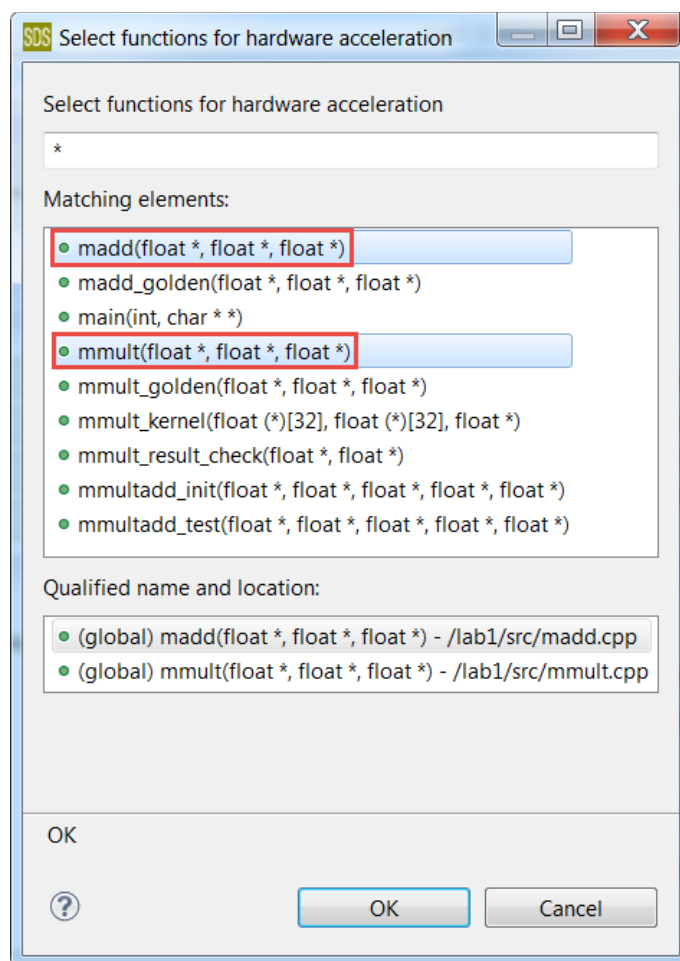 SDS Select functions for hardware acceleration
X
Select functions for hardware acceleration
*
Matching elements:
madd(float *, float *, float *)
madd_golden(float *, float *, float *)
main(int, char * *)
mmult(float *, float *, float *)
mmult_golden(float *, float *, float *)
mmult_kernel(float (*)[32], float (*)[32], float *)
mmult_result_check(float *, float *)
mmultadd_init(float *, float *, float *, float *, float *)
mmultadd_test(float *, float *, float *, float *, float *)
Qualified name and location:
(global) madd(float *, float *, float *) - /lab1/src/madd.cpp
(global) mmult(float *, float *, float *) - /lab1/src/mmult.cpp
OK
? OK Cancel